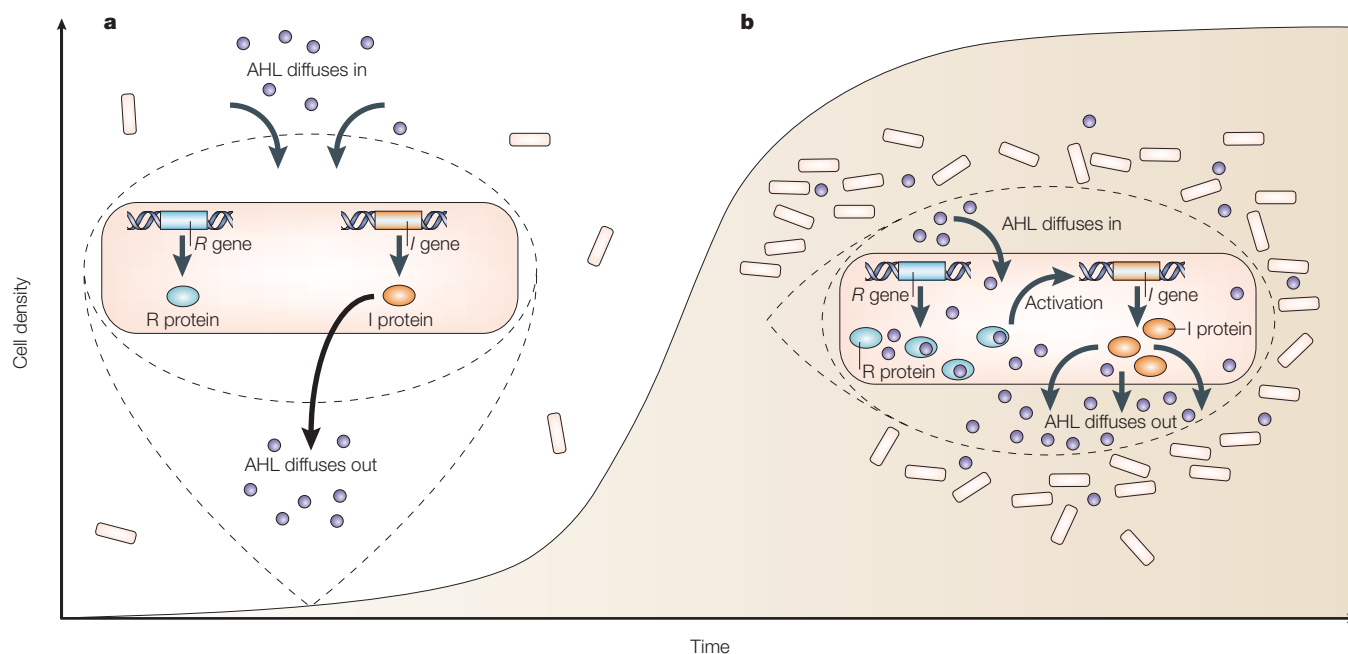 a
AHL diffuses in
R gene
I gene
R protein
I protein
AHL diffuses out
b
AHL diffuses in
R gene
Activation
I gene
I protein
R protein
AHL diffuses out
Cell density
Time